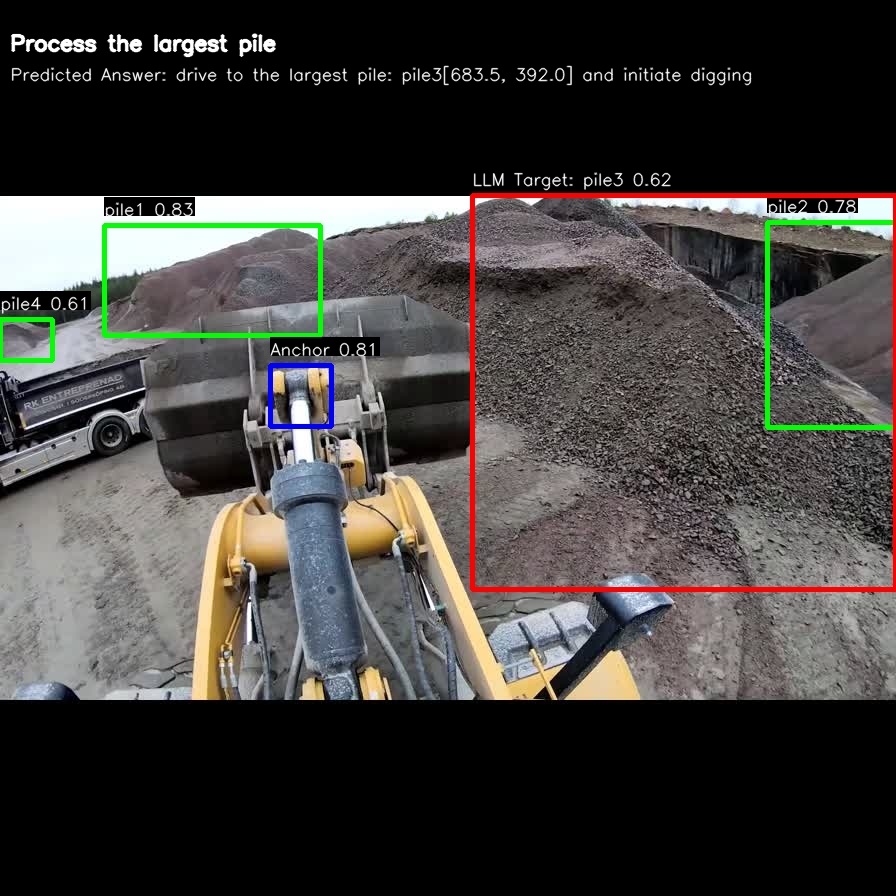 Process the largest pile
Predicted Answer: drive to the largest pile: pile3[683.5, 392.0] and initiate digging
LLM Target: pile3 0.62
pile1 0.83
pile2 0.78
pile4 0.61
Anchor 0.81
RK ENTREPRENAD